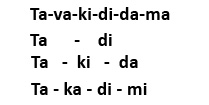 Ta-va-ki-di-da-ma
Ta - di
Ta - ki - da
Ta - ka - di - mi